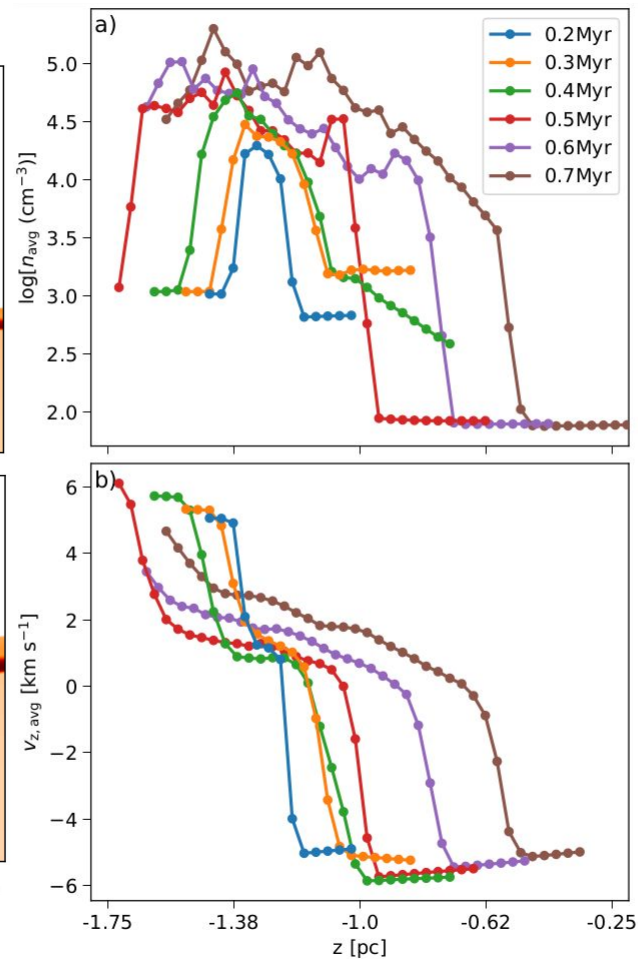 a)
0.2Myr
0.3Myr
0.4Myr
0.5Myr
0.6Myr
0.7Myr
5.0
4.5
4.0
3.5
3.0
2.5
2.0
log[n_avg (cm⁻³)]
b)
6
4
2
0
−2
−4
−6
v_z,avg [km s⁻¹]
-1.75
-1.38
-1.0
-0.62
-0.25
z [pc]